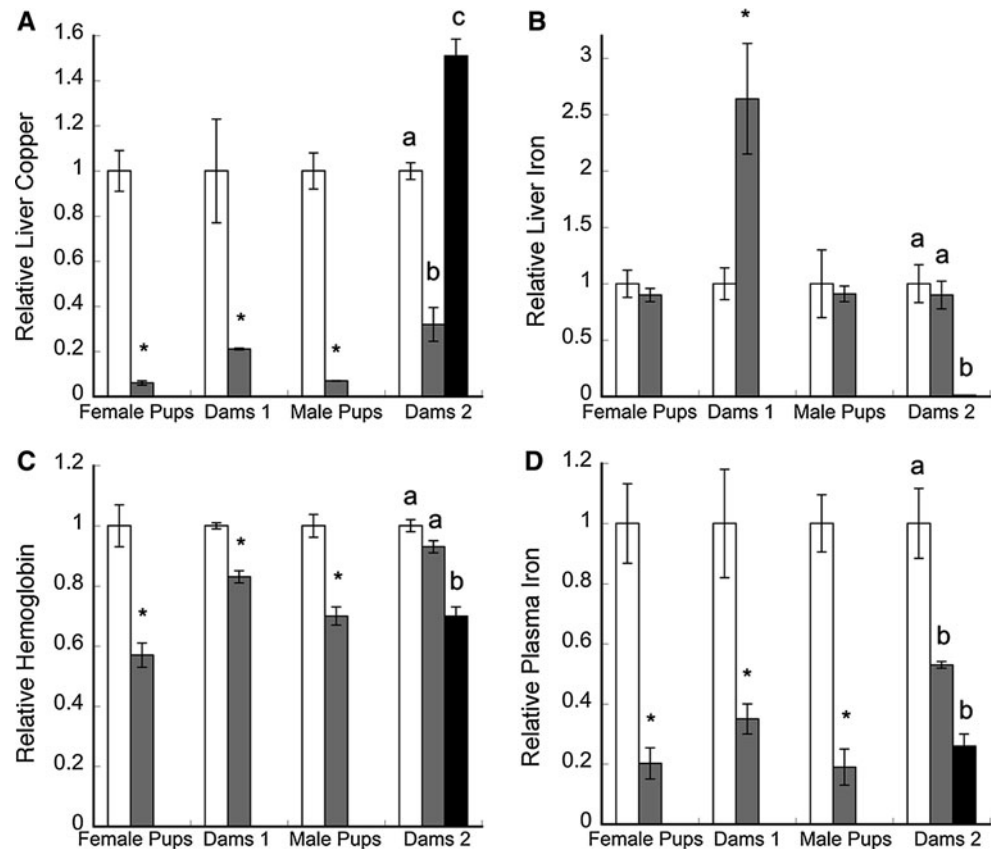 A
Relative Liver Copper
1.6
1.4
1.2
1
0.8
0.6
0.4
0.2
0
*
*
*
a
b
c
Female Pups Dams 1 Male Pups Dams 2
B
Relative Liver Iron
3
2.5
2
1.5
1
0.5
0
*
a a
b
Female Pups Dams 1 Male Pups Dams 2
C
Relative Hemoglobin
1.2
1
0.8
0.6
0.4
0.2
0
*
*
*
a a
b
Female Pups Dams 1 Male Pups Dams 2
D
Relative Plasma Iron
1.2
1
0.8
0.6
0.4
0.2
0
*
*
*
a
b
b
Female Pups Dams 1 Male Pups Dams 2